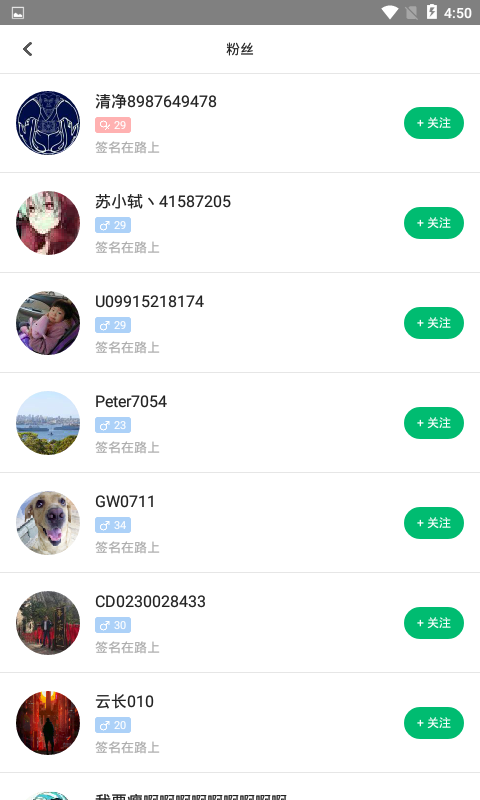 4:50
粉丝
清净8987649478
29
签名在路上
+ 关注
苏小轼丶41587205
29
签名在路上
+ 关注
U09915218174
29
签名在路上
+ 关注
Peter7054
23
签名在路上
+ 关注
GW0711
34
签名在路上
+ 关注
CD0230028433
30
签名在路上
+ 关注
云长010
20
签名在路上
+ 关注